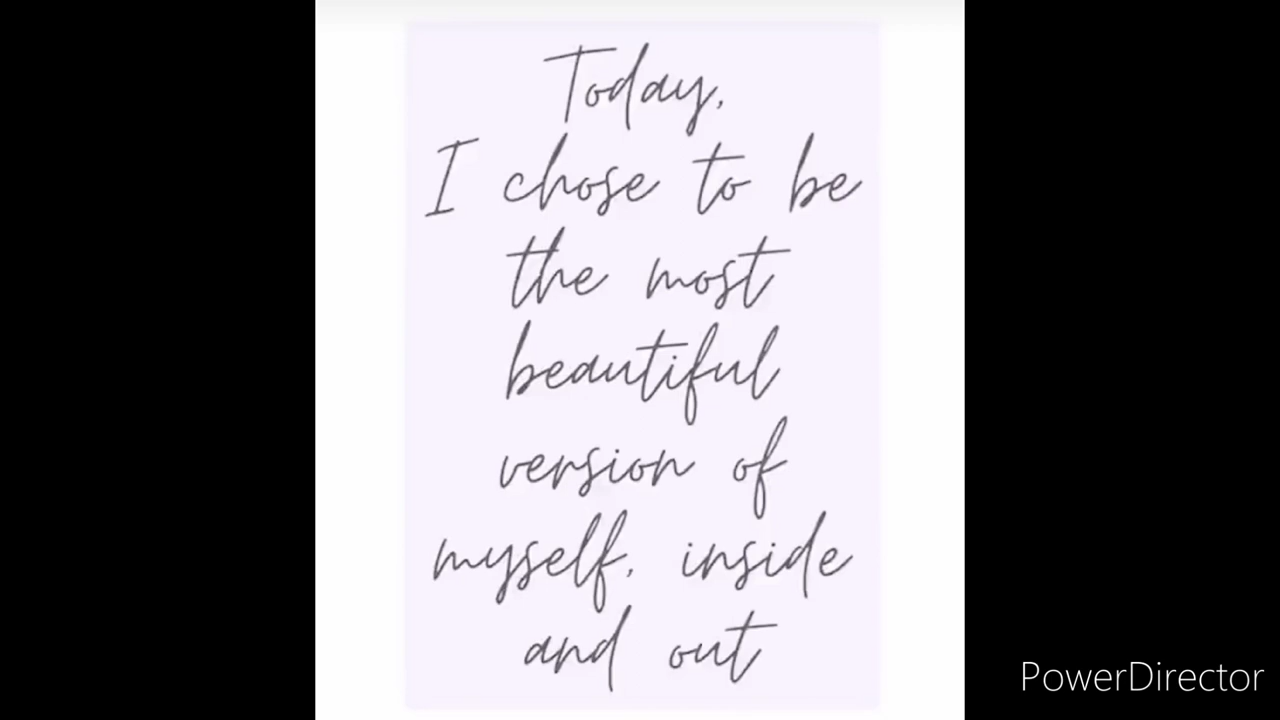 Today,
I chose to be
the most
beautiful
version of
myself, inside
and out
PowerDirector